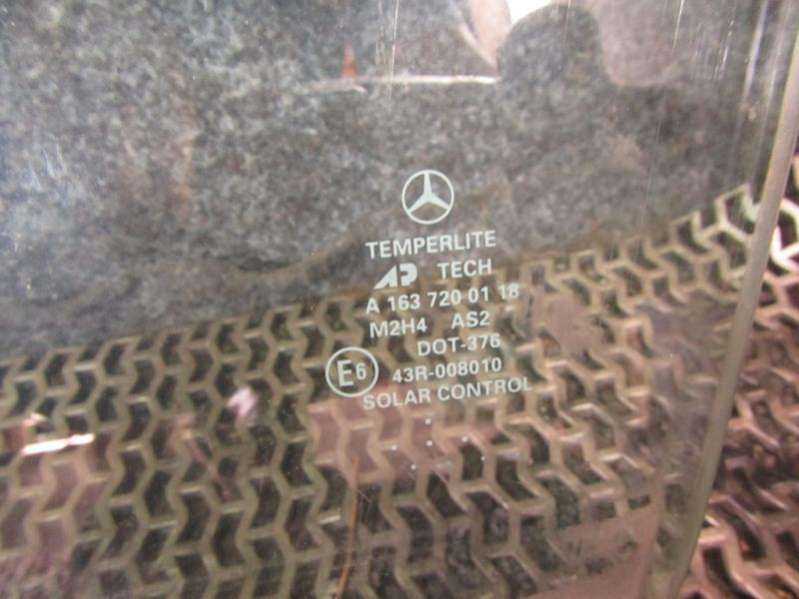 TEMPERLITE
AP TECH
A 163 720 01 18
M2H4 AS2
DOT-376
E6 43R-008010
SOLAR CONTROL